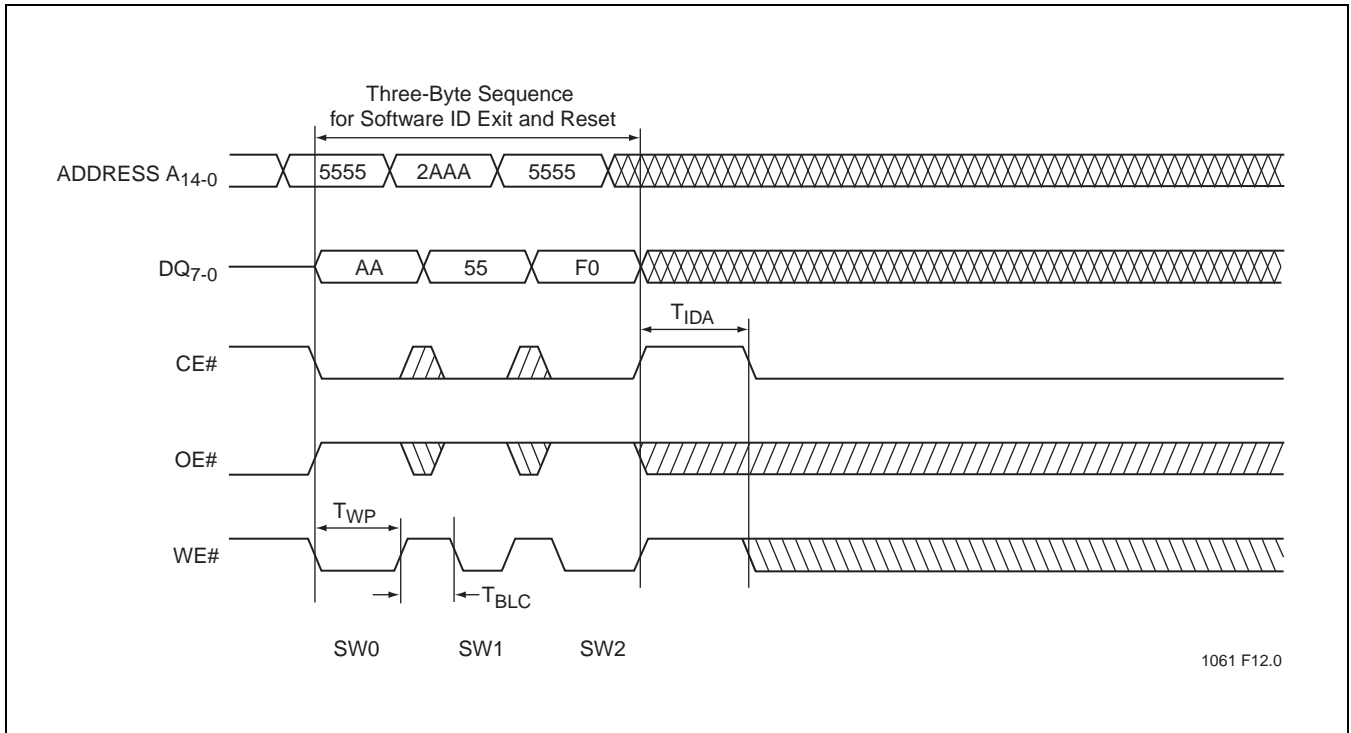 Three-Byte Sequence
for Software ID Exit and Reset
ADDRESS A14-0
5555 2AAA 5555
DQ7-0
AA 55 F0
TIDA
CE#
OE#
TWP
WE#
TBLC
SW0 SW1 SW2
1061 F12.0